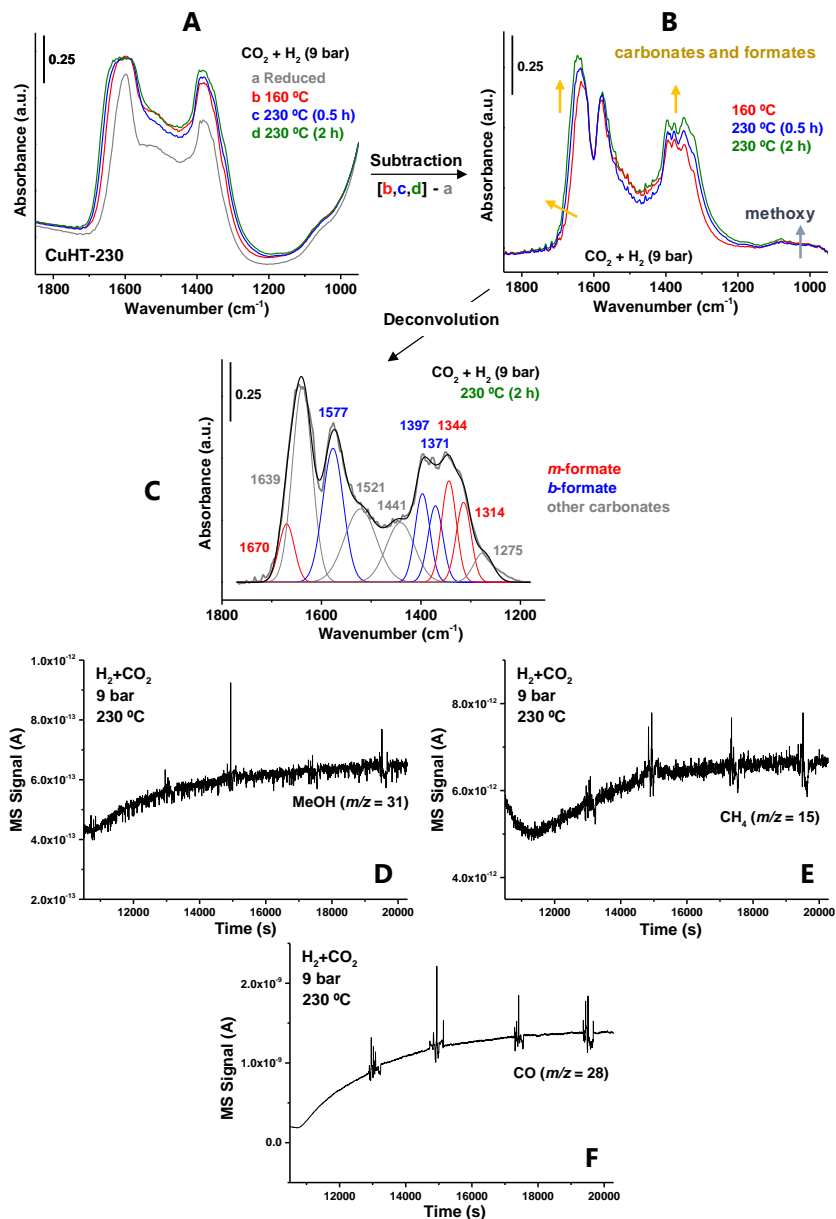 A
0.25
CO2 + H2 (9 bar)
a Reduced
b 160 ºC
c 230 ºC (0.5 h)
d 230 ºC (2 h)
CuHT-230
Absorbance (a.u.)
1800 1600 1400 1200 1000
Wavenumber (cm-1)
Subtraction
[b,c,d] - a
B
0.25
carbonates and formates
160 ºC
230 ºC (0.5 h)
230 ºC (2 h)
methoxy
CO2 + H2 (9 bar)
Absorbance (a.u.)
1800 1600 1400 1200 1000
Wavenumber (cm-1)
Deconvolution
C
0.25
CO2 + H2 (9 bar)
230 ºC (2 h)
1577
1397
1344
1371
1639
1521
1441
1314
1670
1275
m-formate
b-formate
other carbonates
Absorbance (a.u.)
1800 1600 1400 1200
Wavenumber (cm-1)
1.0x10-12
8.0x10-13
6.0x10-13
4.0x10-13
2.0x10-13
MS Signal (A)
H2+CO2
9 bar
230 ºC
MeOH (m/z = 31)
D
12000 14000 16000 18000 20000
Time (s)
8.0x10-12
6.0x10-12
4.0x10-12
MS Signal (A)
H2+CO2
9 bar
230 ºC
CH4 (m/z = 15)
E
12000 14000 16000 18000 20000
Time (s)
2.0x10-9
1.0x10-9
0.0
MS Signal (A)
H2+CO2
9 bar
230 ºC
CO (m/z = 28)
F
12000 14000 16000 18000 20000
Time (s)